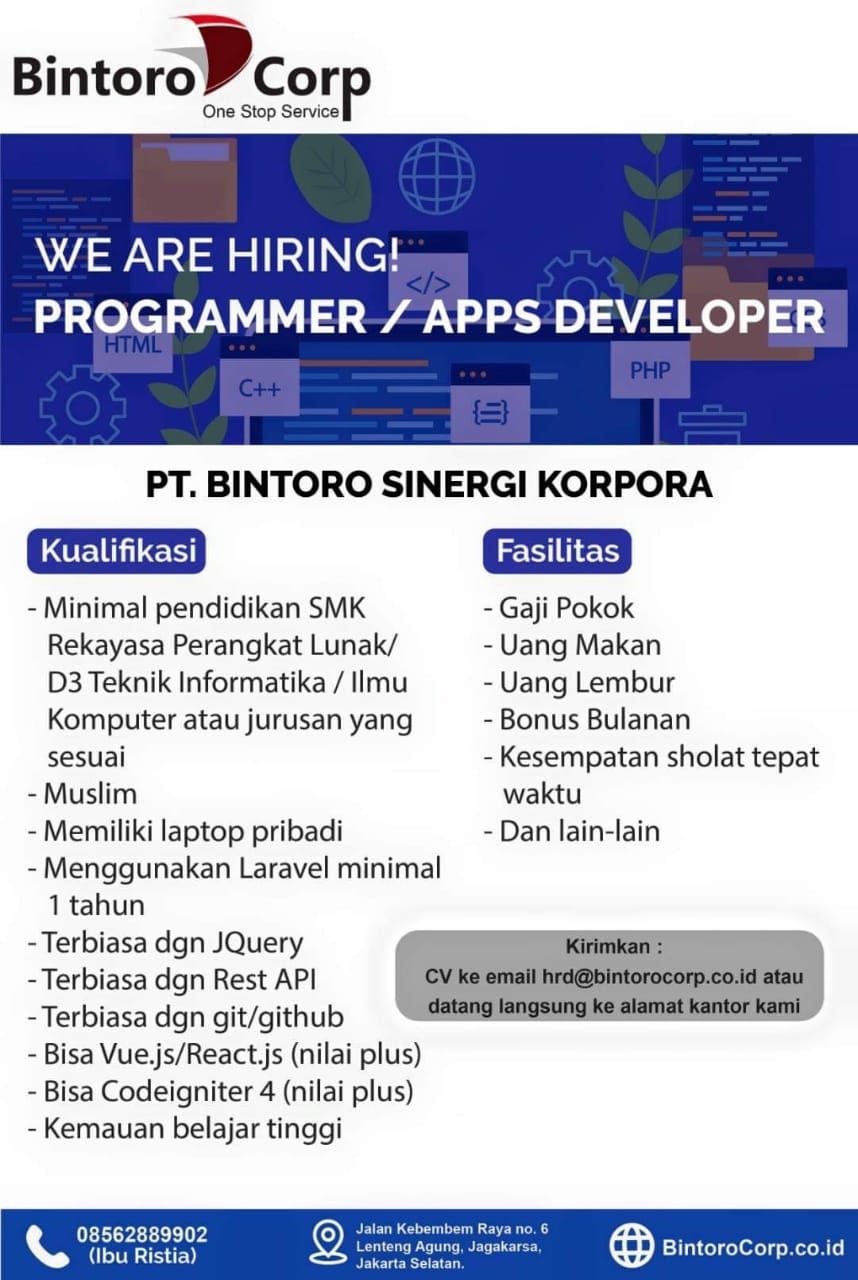 Bintoro Corp
One Stop Service
WE ARE HIRING!
PROGRAMMER / APPS DEVELOPER
</>
HTML
C++
{=}
PHP
PT. BINTORO SINERGI KORPORA
Kualifikasi
- Minimal pendidikan SMK
Rekayasa Perangkat Lunak/
D3 Teknik Informatika / Ilmu
Komputer atau jurusan yang
sesuai
- Muslim
- Memiliki laptop pribadi
- Menggunakan Laravel minimal
1 tahun
- Terbiasa dgn JQuery
- Terbiasa dgn Rest API
- Terbiasa dgn git/github
- Bisa Vue.js/React.js (nilai plus)
- Bisa Codeigniter 4 (nilai plus)
- Kemauan belajar tinggi
Fasilitas
- Gaji Pokok
- Uang Makan
- Uang Lembur
- Bonus Bulanan
- Kesempatan sholat tepat
waktu
- Dan lain-lain
Kirimkan :
CV ke email hrd@bintorocorp.co.id atau
datang langsung ke alamat kantor kami
08562889902
(Ibu Ristia)
Jalan Kebembem Raya no. 6
Lenteng Agung, Jagakarsa,
Jakarta Selatan.
BintoroCorp.co.id